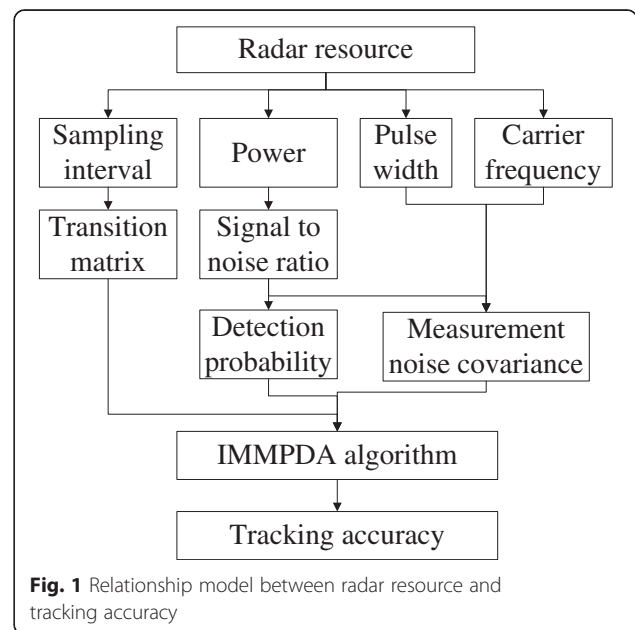 Radar resource
Sampling
interval
Power
Pulse
width
Carrier
frequency
Transition
matrix
Signal to
noise ratio
Detection
probability
Measurement
noise covariance
IMMPDA algorithm
Tracking accuracy
Fig. 1 Relationship model between radar resource and
tracking accuracy